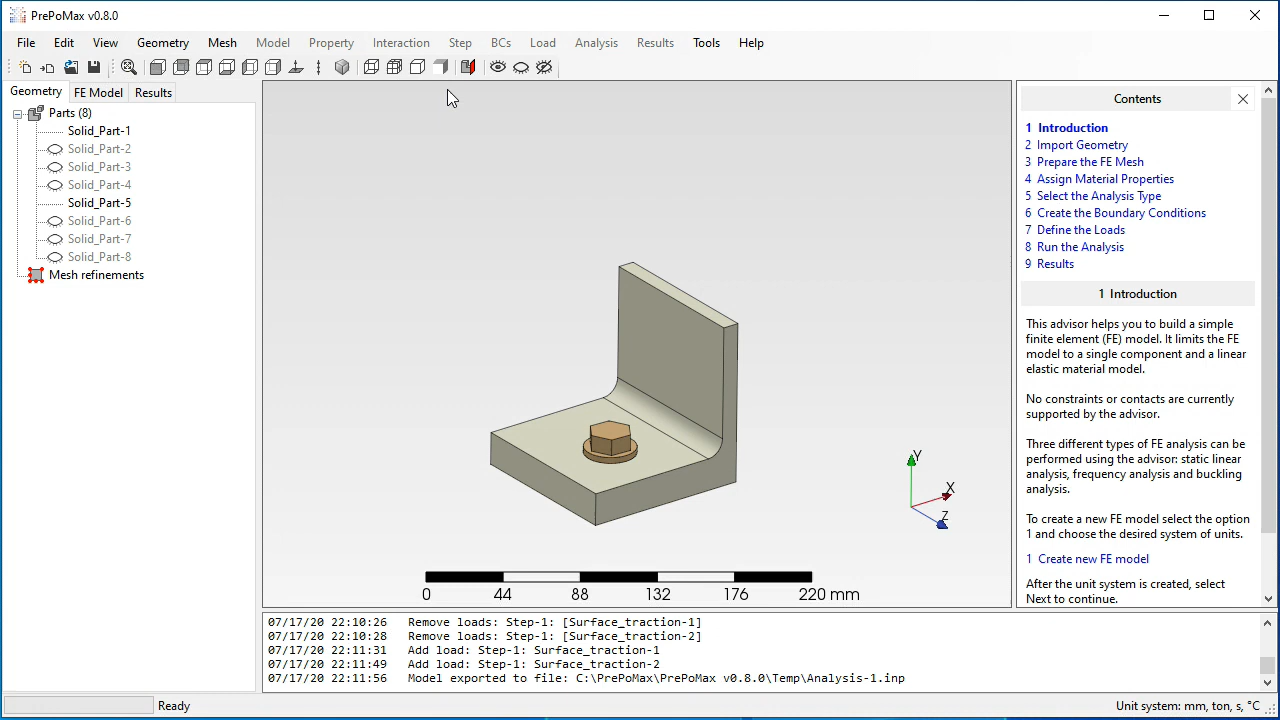 PrePoMax v0.8.0
File Edit View Geometry Mesh Model Property Interaction Step BCs Load Analysis Results Tools Help
Geometry FE Model Results
Parts (8)
Solid_Part-1
Solid_Part-2
Solid_Part-3
Solid_Part-4
Solid_Part-5
Solid_Part-6
Solid_Part-7
Solid_Part-8
Mesh refinements
Y
X
Z
0 44 88 132 176 220 mm
Contents
1 Introduction
2 Import Geometry
3 Prepare the FE Mesh
4 Assign Material Properties
5 Select the Analysis Type
6 Create the Boundary Conditions
7 Define the Loads
8 Run the Analysis
9 Results
1 Introduction
This advisor helps you to build a simple
finite element (FE) model. It limits the FE
model to a single component and a linear
elastic material model.
No constraints or contacts are currently
supported by the advisor.
Three different types of FE analysis can be
performed using the advisor: static linear
analysis, frequency analysis and buckling
analysis.
To create a new FE model select the option
1 and choose the desired system of units.
1 Create new FE model
After the unit system is created, select
Next to continue.
07/17/20 22:10:26 Remove loads: Step-1: [Surface_traction-1]
07/17/20 22:10:28 Remove loads: Step-1: [Surface_traction-2]
07/17/20 22:11:31 Add load: Step-1: Surface_traction-1
07/17/20 22:11:49 Add load: Step-1: Surface_traction-2
07/17/20 22:11:56 Model exported to file: C:\PrePoMax\PrePoMax v0.8.0\Temp\Analysis-1.inp
Ready
Unit system: mm, ton, s, °C